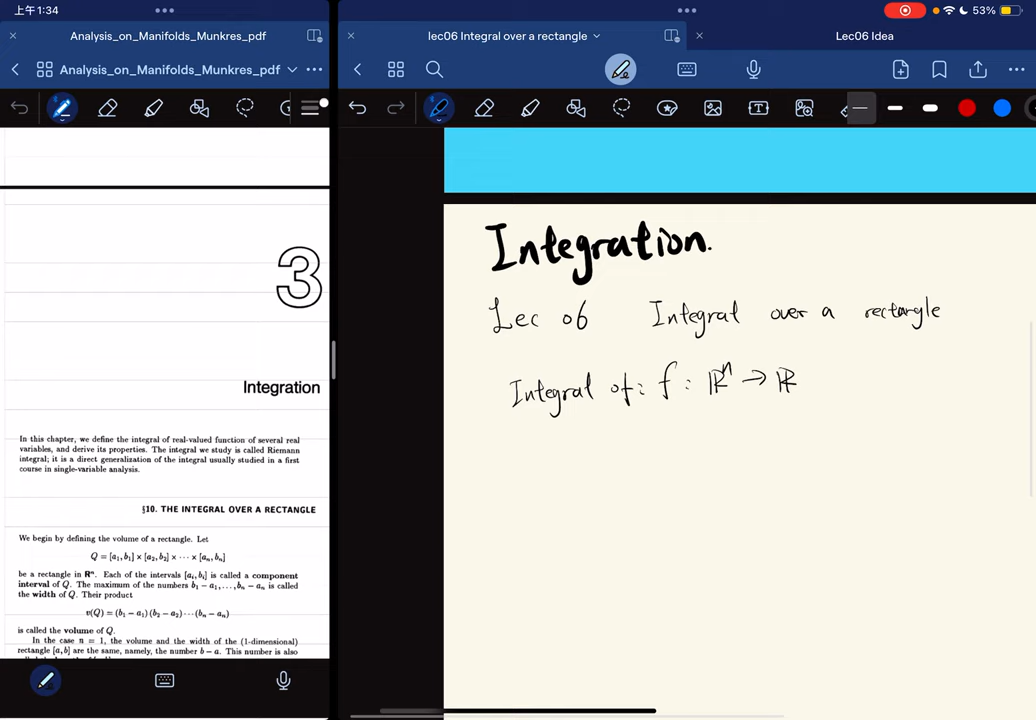 上午1:34
53%
Analysis_on_Manifolds_Munkres_pdf
Analysis_on_Manifolds_Munkres_pdf
3
Integration
In this chapter, we define the integral of real-valued function of several real
variables, and derive its properties. The integral we study is called Riemann
integral; it is a direct generalization of the integral usually studied in a first
course in single-variable analysis.
§10. THE INTEGRAL OVER A RECTANGLE
We begin by defining the volume of a rectangle. Let
Q = [a₁, b₁] × [a₂, b₂] × ⋯ × [aₙ, bₙ]
be a rectangle in Rⁿ. Each of the intervals [aᵢ, bᵢ] is called a component
interval of Q. The maximum of the numbers b₁ − a₁, . . . , bₙ − aₙ is called
the width of Q. Their product
v(Q) = (b₁ − a₁)(b₂ − a₂) ⋯ (bₙ − aₙ)
is called the volume of Q.
In the case n = 1, the volume and the width of the (1-dimensional)
rectangle [a, b] are the same, namely, the number b − a. This number is also
lec06 Integral over a rectangle
Lec06 Idea
Integration.
Lec 06 Integral over a rectangle
Integral of: f : ℝⁿ → ℝ